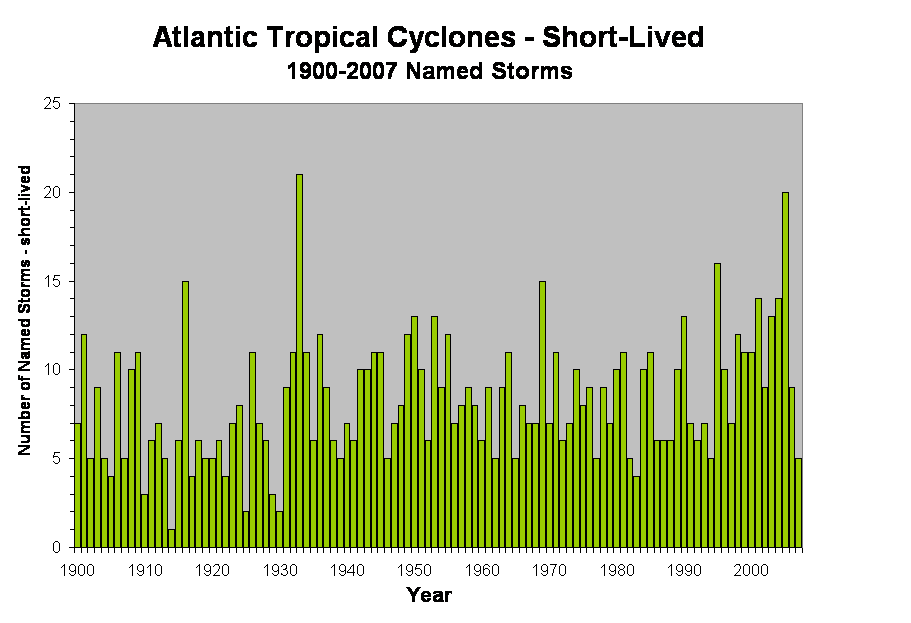 Atlantic Tropical Cyclones - Short-Lived
1900-2007 Named Storms
Number of Named Storms - short-lived
25
20
15
10
5
0
1900 1910 1920 1930 1940 1950 1960 1970 1980 1990 2000
Year